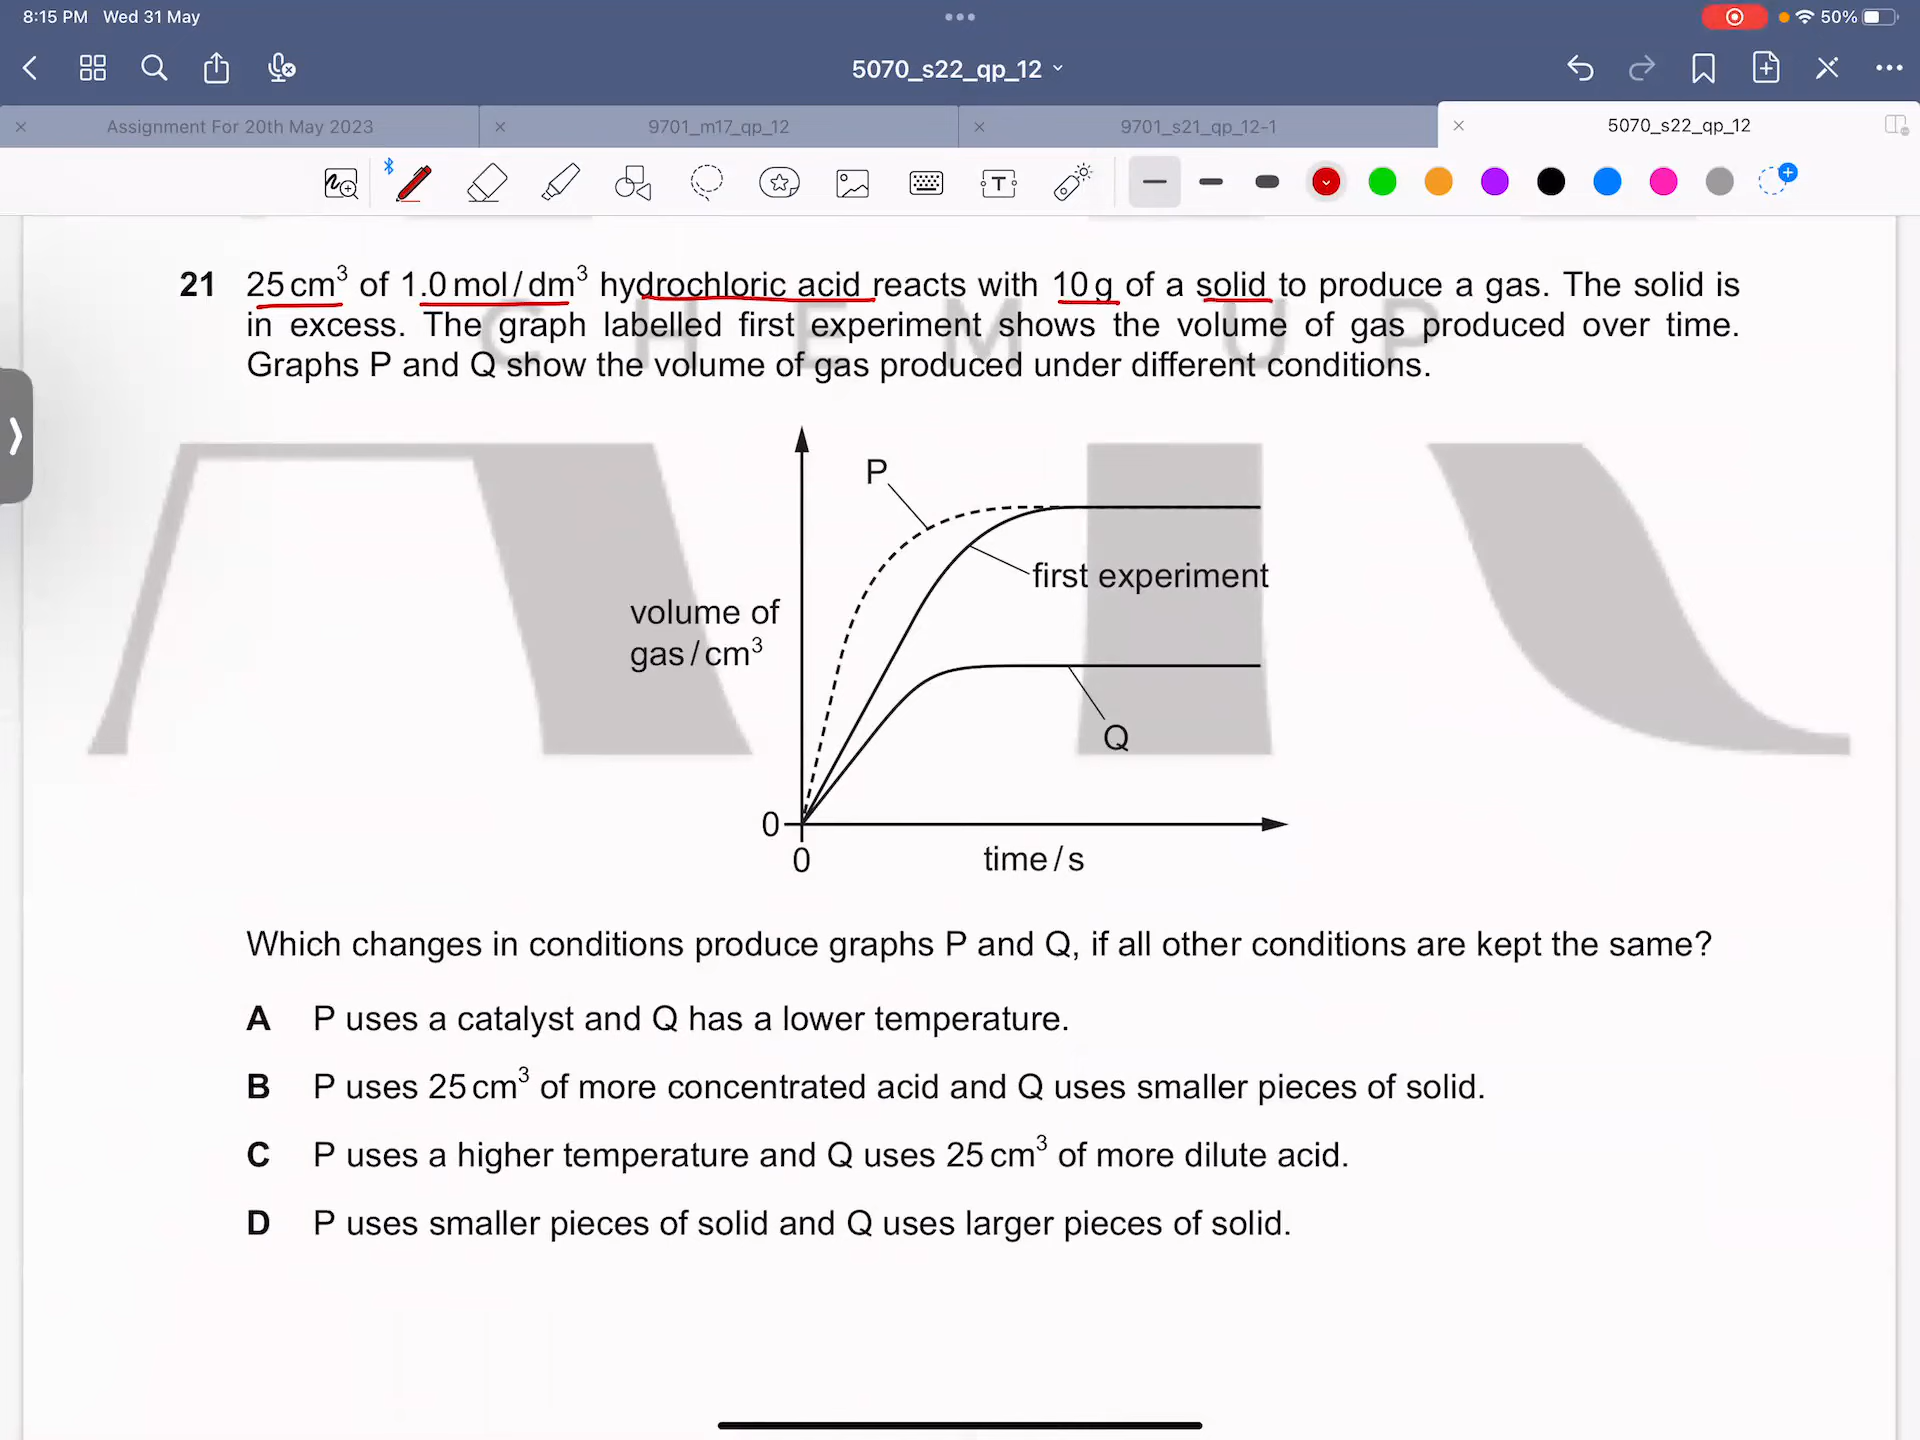 8:15 PM Wed 31 May
50%
5070_s22_qp_12
Assignment For 20th May 2023
9701_m17_qp_12
9701_s21_qp_12-1
5070_s22_qp_12
21 25 cm³ of 1.0 mol/dm³ hydrochloric acid reacts with 10 g of a solid to produce a gas. The solid is
in excess. The graph labelled first experiment shows the volume of gas produced over time.
Graphs P and Q show the volume of gas produced under different conditions.
CHEM UP
P
first experiment
volume of
gas/cm³
Q
0
0
time/s
Which changes in conditions produce graphs P and Q, if all other conditions are kept the same?
A P uses a catalyst and Q has a lower temperature.
B P uses 25 cm³ of more concentrated acid and Q uses smaller pieces of solid.
C P uses a higher temperature and Q uses 25 cm³ of more dilute acid.
D P uses smaller pieces of solid and Q uses larger pieces of solid.